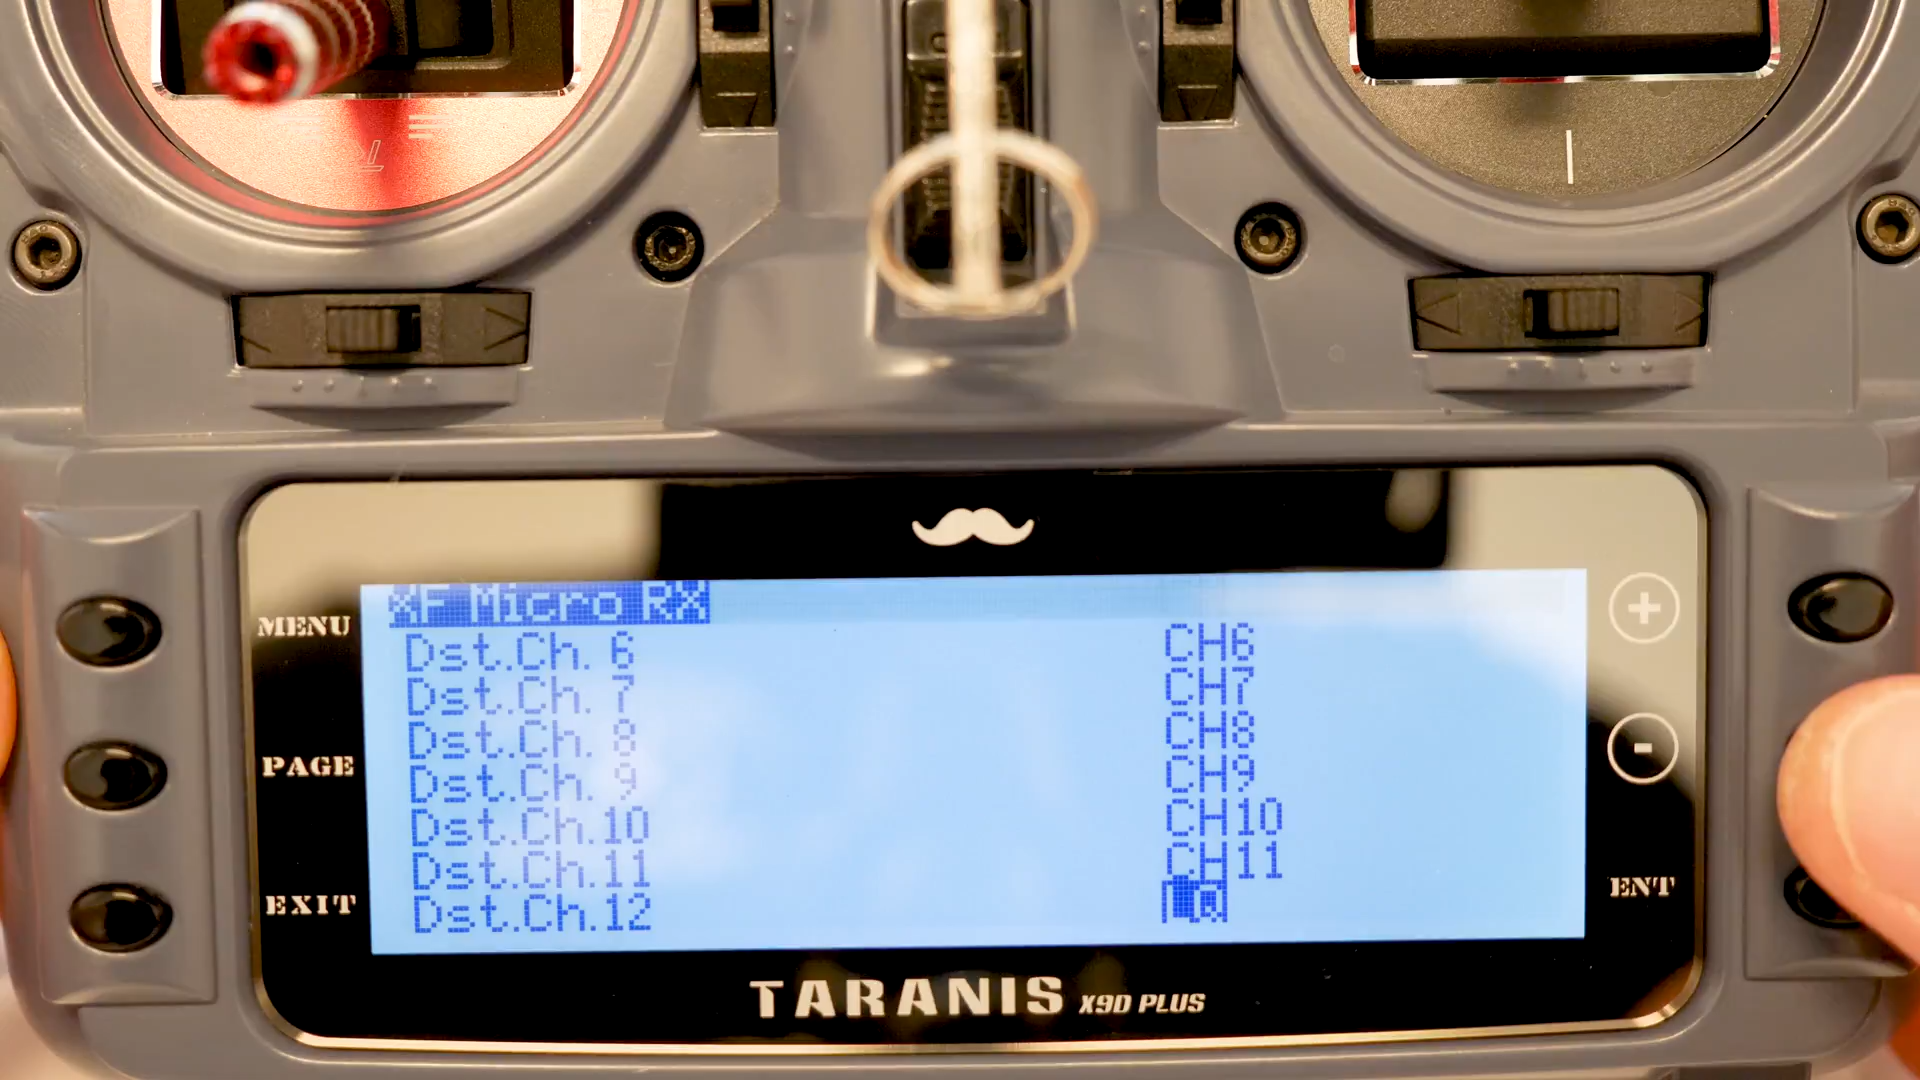 XF Micro RX
MENU
Dst.Ch. 6 CH6
Dst.Ch. 7 CH7
Dst.Ch. 8 CH8
PAGE
Dst.Ch. 9 CH9
Dst.Ch.10 CH10
Dst.Ch.11 CH11
ENT
EXIT
Dst.Ch.12
TARANIS X9D PLUS